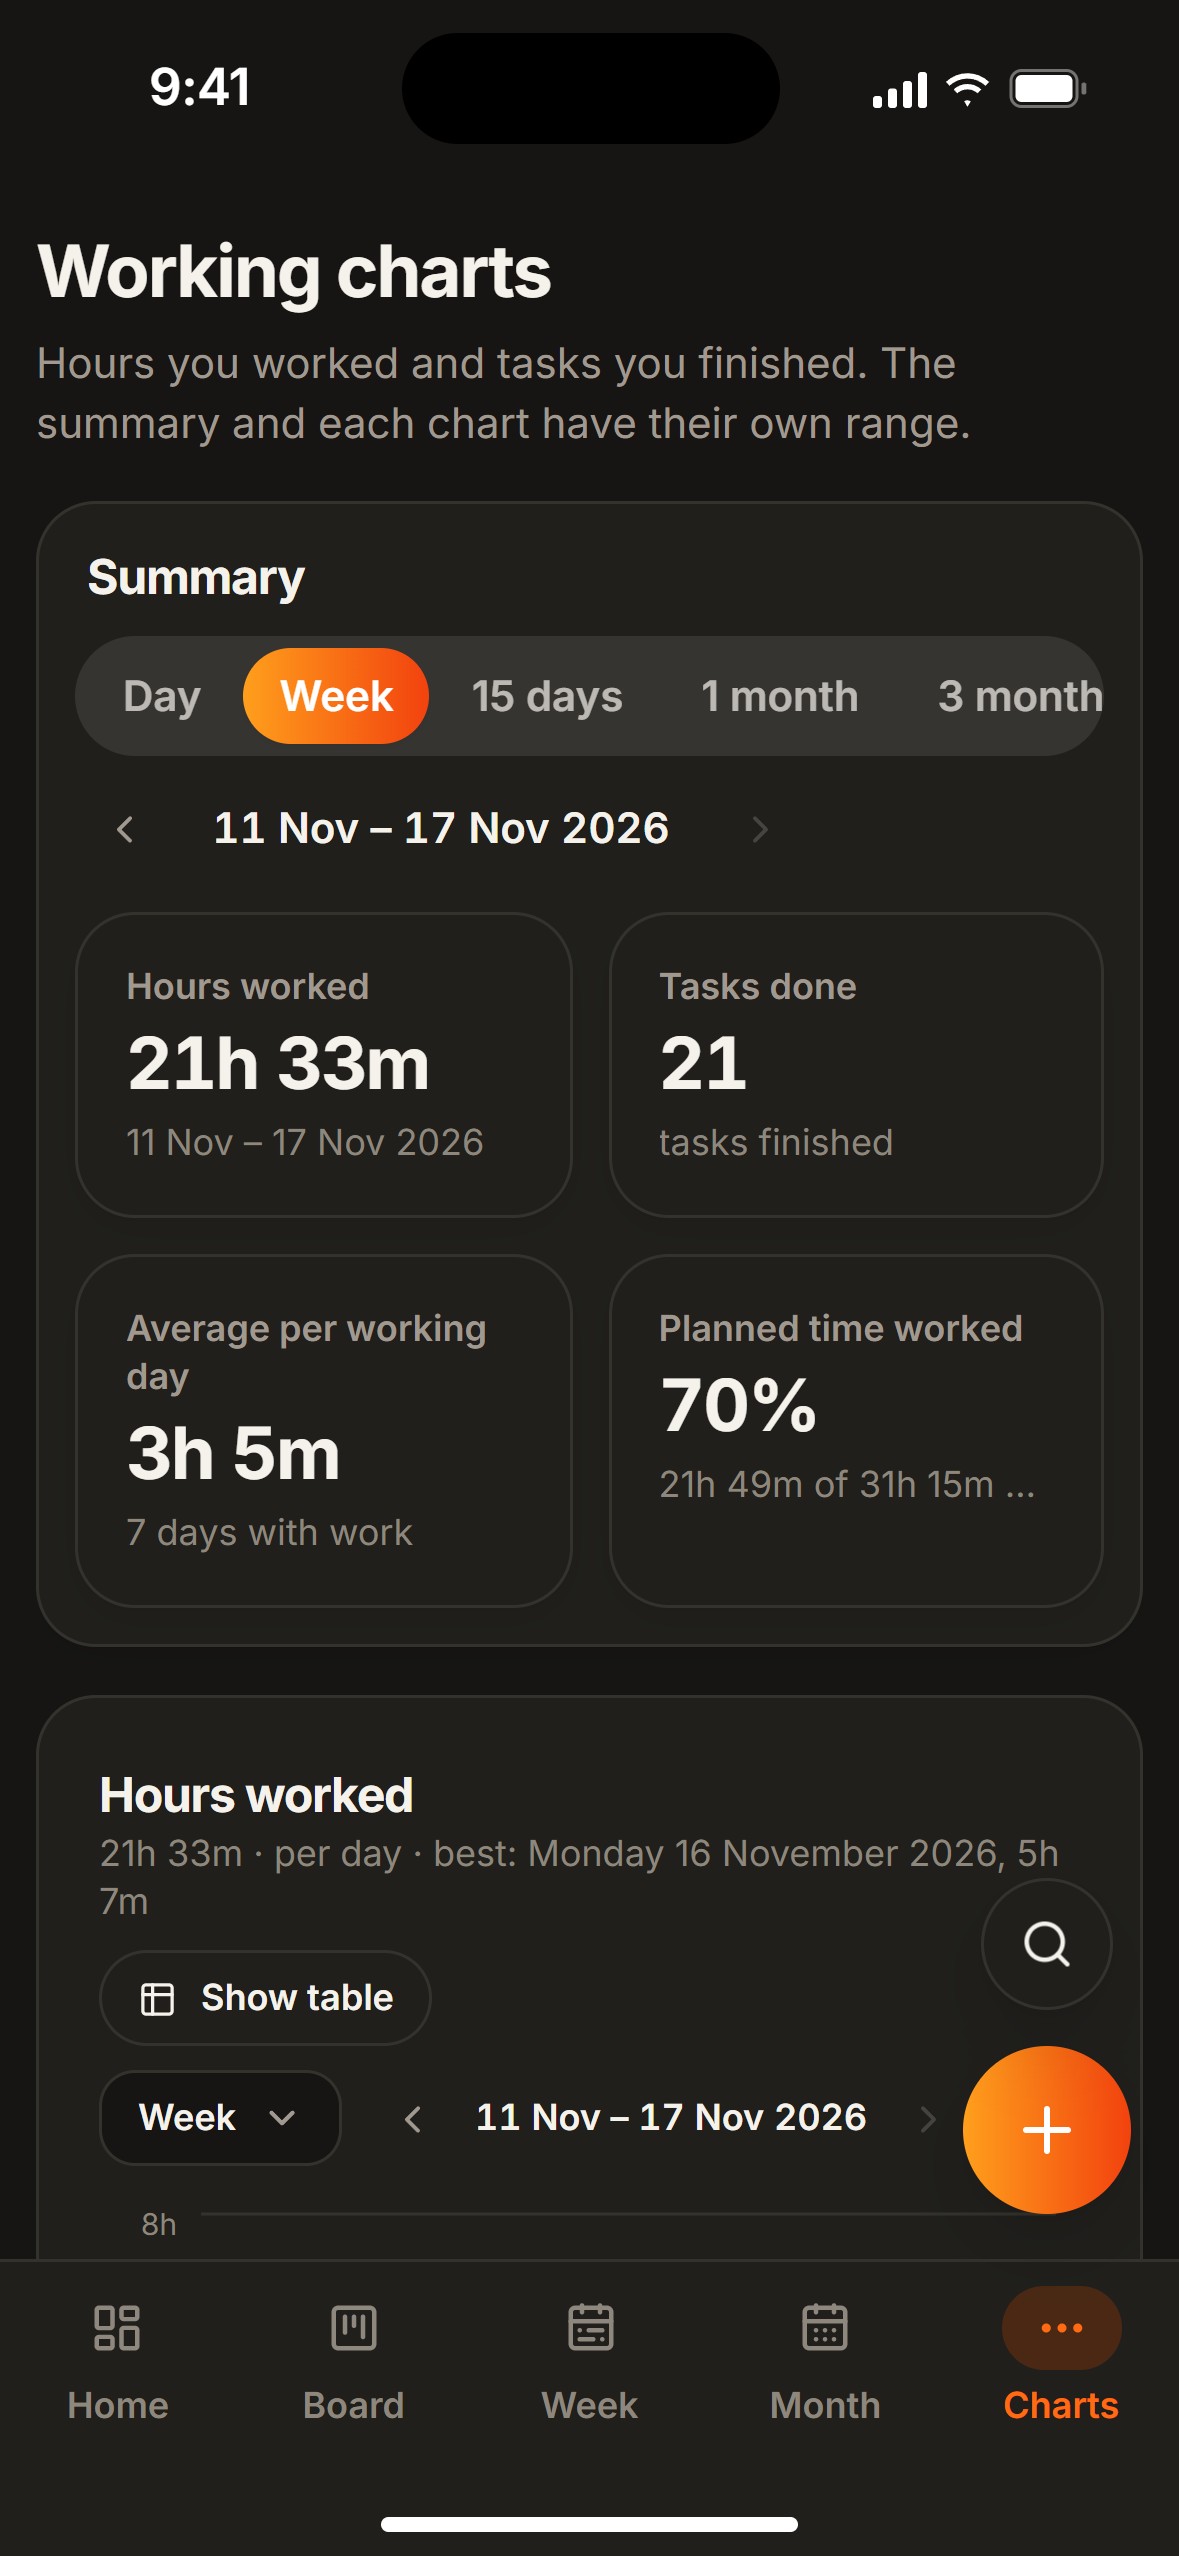 9:41
Working charts
Hours you worked and tasks you finished. The
summary and each chart have their own range.
Summary
Day Week 15 days 1 month 3 month
11 Nov – 17 Nov 2026
Hours worked
21h 33m
11 Nov – 17 Nov 2026
Tasks done
21
tasks finished
Average per working
day
3h 5m
7 days with work
Planned time worked
70%
21h 49m of 31h 15m ...
Hours worked
21h 33m · per day · best: Monday 16 November 2026, 5h
7m
Show table
Week 11 Nov – 17 Nov 2026
8h
Home Board Week Month Charts